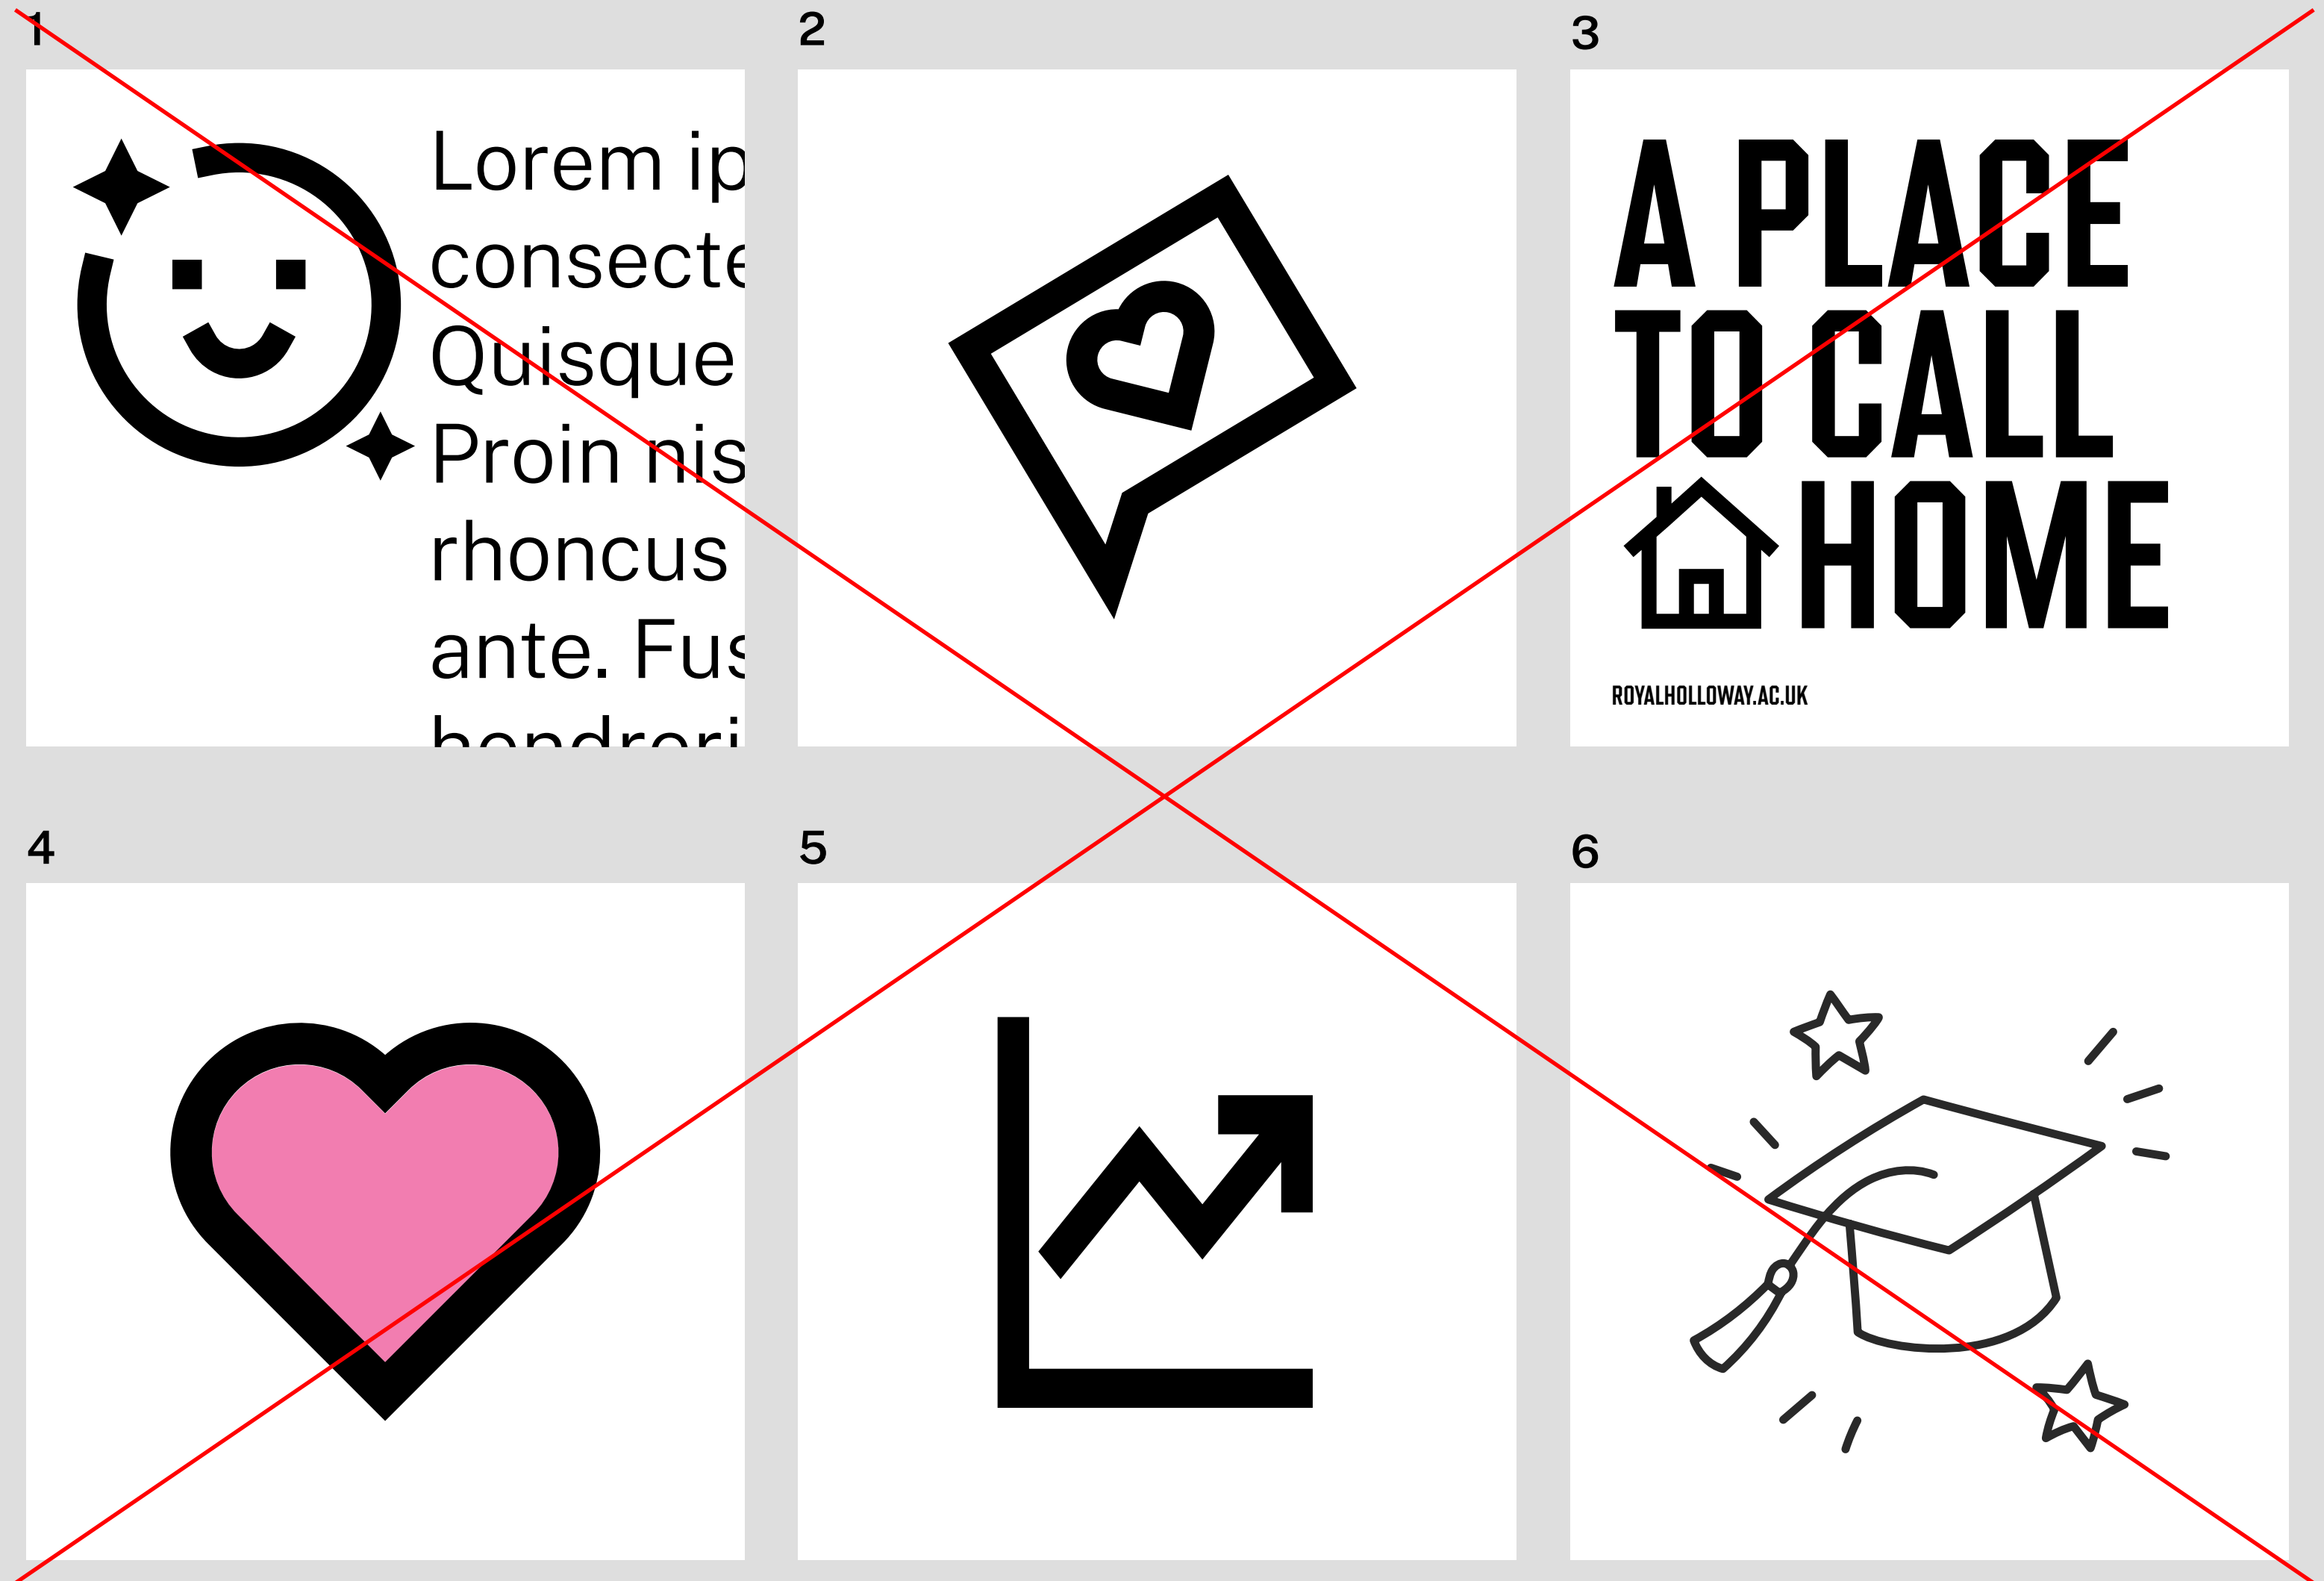 1
2
3
Lorem ip
consecte
Quisque
Proin nis
rhoncus
ante. Fus
A PLACE
TO CALL
HOME
ROYALHOLLOWAY.AC.UK
4
5
6